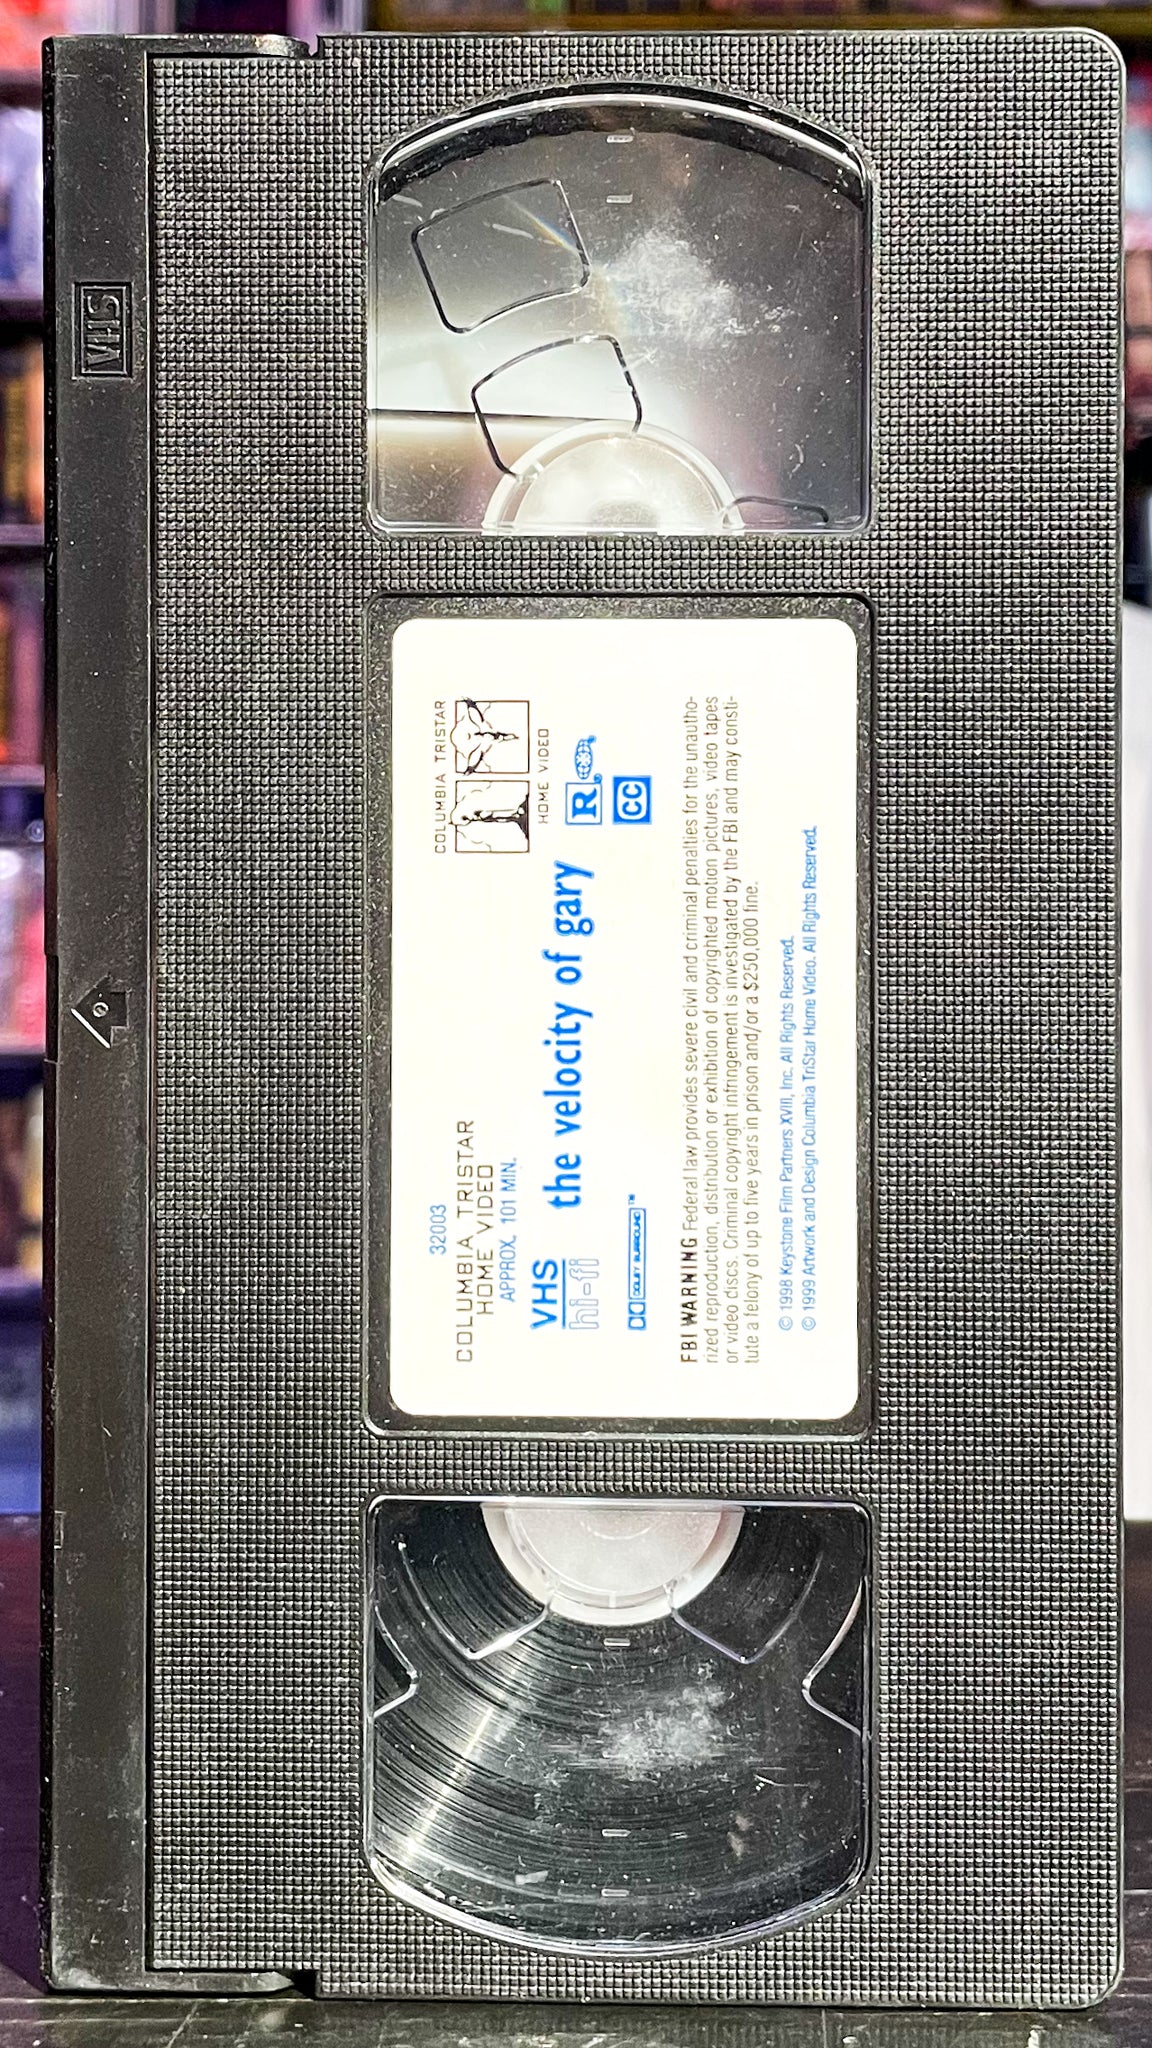 VHS
32003
COLUMBIA TRISTAR
HOME VIDEO
APPROX. 101 MIN.
COLUMBIA TRISTAR
HOME VIDEO
VHS
hi-fi
the velocity of gary
R
CC
DOLBY SURROUND™
FBI WARNING Federal law provides severe civil and criminal penalties for the unautho-
rized reproduction, distribution or exhibition of copyrighted motion pictures, video tapes
or video discs. Criminal copyright infringement is investigated by the FBI and may consti-
tute a felony of up to five years in prison and/or a $250,000 fine.
© 1998 Keystone Film Partners XVIII, Inc. All Rights Reserved.
© 1999 Artwork and Design Columbia TriStar Home Video. All Rights Reserved.